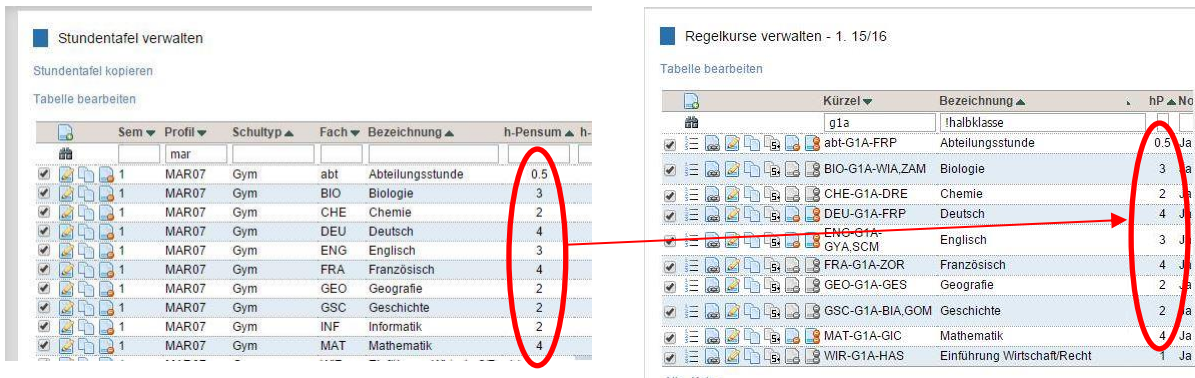 Stundentafel verwalten
Stundentafel kopieren
Tabelle bearbeiten
Sem Profil Schultyp Fach Bezeichnung h-Pensum h-
mar
1 MAR07 Gym abt Abteilungsstunde 0.5
1 MAR07 Gym BIO Biologie 3
1 MAR07 Gym CHE Chemie 2
1 MAR07 Gym DEU Deutsch 4
1 MAR07 Gym ENG Englisch 3
1 MAR07 Gym FRA Französisch 4
1 MAR07 Gym GEO Geografie 2
1 MAR07 Gym GSC Geschichte 2
1 MAR07 Gym INF Informatik 2
1 MAR07 Gym MAT Mathematik 4
Regelkurse verwalten - 1. 15/16
Tabelle bearbeiten
Kürzel Bezeichnung hP No
g1a !halbklasse
abt-G1A-FRP Abteilungsstunde 0.5 Ja
BIO-G1A-WIA,ZAM Biologie 3 Ja
CHE-G1A-DRE Chemie 2 Ja
DEU-G1A-FRP Deutsch 4 Ja
ENG-G1A-
GYA,SCM Englisch 3 Ja
FRA-G1A-ZOR Französisch 4 Ja
GEO-G1A-GES Geografie 2 Ja
GSC-G1A-BIA,GOM Geschichte 2 Ja
MAT-G1A-GIC Mathematik 4 Ja
WIR-G1A-HAS Einführung Wirtschaft/Recht 1 Ja